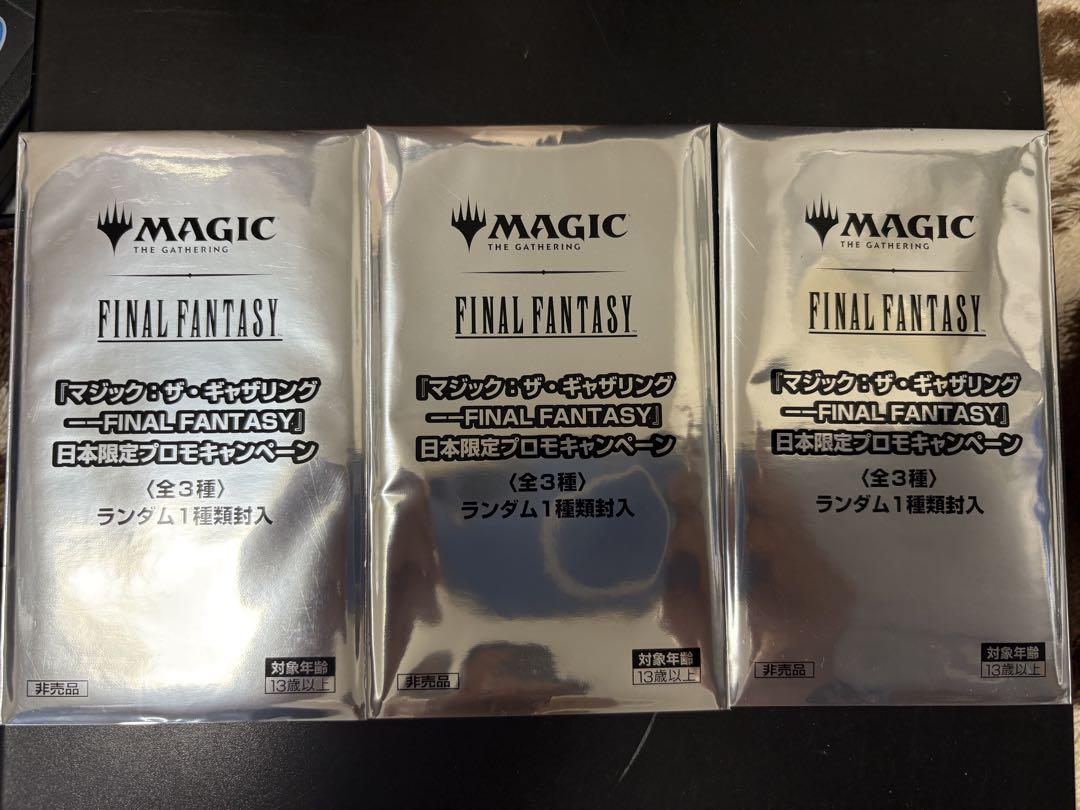 MAGIC
THE GATHERING
FINAL FANTASY
『マジック：ザ・ギャザリング
——FINAL FANTASY』
日本限定プロモキャンペーン
〈全3種〉
ランダム1種類封入
非売品
対象年齢
13歳以上
MAGIC
THE GATHERING
FINAL FANTASY™
『マジック：ザ・ギャザリング
——FINAL FANTASY』
日本限定プロモキャンペーン
〈全3種〉
ランダム1種類封入
非売品
対象年齢
13歳以上
MAGIC
THE GATHERING
FINAL FANTASY™
『マジック：ザ・ギャザリング
——FINAL FANTASY』
日本限定プロモキャンペーン
〈全3種〉
ランダム1種類封入
非売品
対象年齢
13歳以上